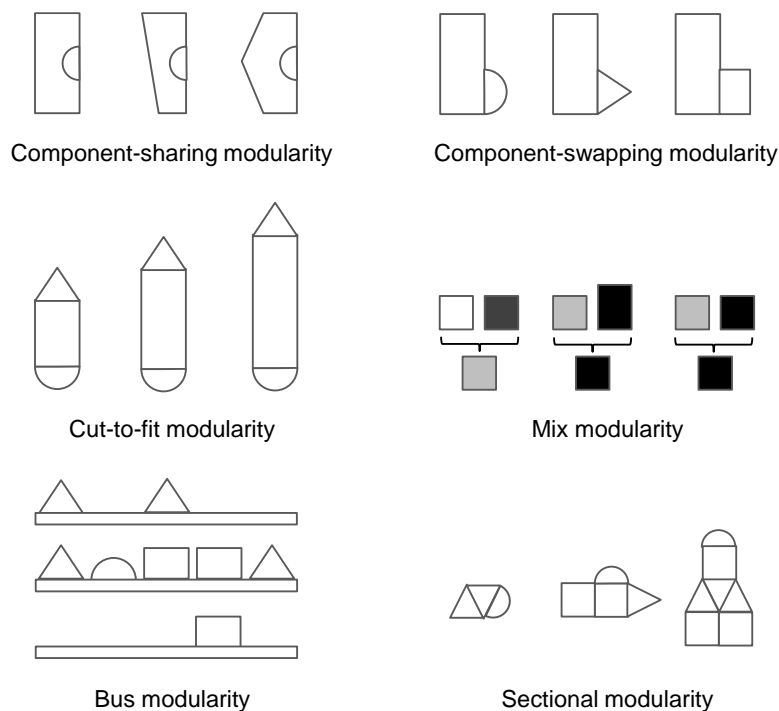 Component-sharing modularity
Component-swapping modularity
Cut-to-fit modularity
Mix modularity
Bus modularity
Sectional modularity